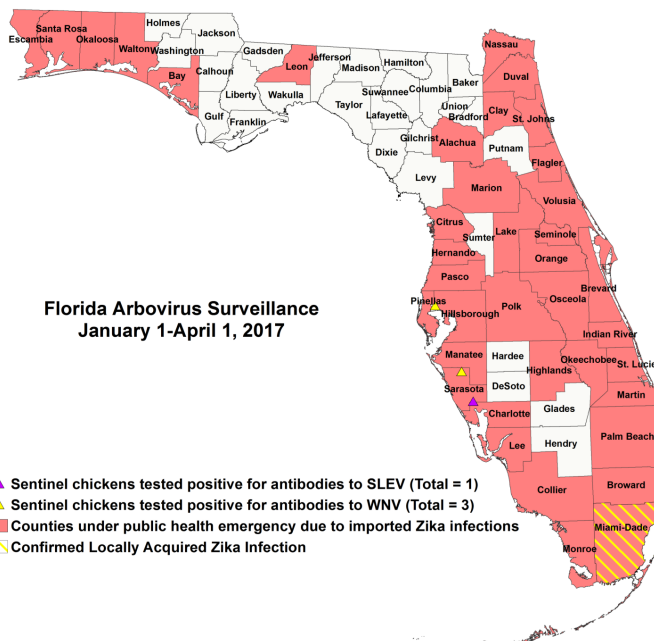 Holmes
Jackson
Santa Rosa
Escambia
Okaloosa
Walton
Washington
Gadsden
Jefferson
Hamilton
Nassau
Bay
Calhoun
Leon
Madison
Duval
Liberty
Wakulla
Suwannee
Columbia
Baker
Gulf
Franklin
Taylor
Lafayette
Union
Bradford
Clay
St. Johns
Gilchrist
Alachua
Putnam
Dixie
Flagler
Levy
Marion
Volusia
Citrus
Sumter
Lake
Seminole
Hernando
Orange
Pasco
Brevard
Osceola
Florida Arbovirus Surveillance
January 1-April 1, 2017
Pinellas
Hillsborough
Polk
Indian River
Manatee
Hardee
Okeechobee
St. Lucie
Highlands
Sarasota
DeSoto
Martin
Charlotte
Glades
Lee
Hendry
Palm Beach
Sentinel chickens tested positive for antibodies to SLEV (Total = 1)
Collier
Broward
Sentinel chickens tested positive for antibodies to WNV (Total = 3)
Counties under public health emergency due to imported Zika infections
Miami-Dade
Confirmed Locally Acquired Zika Infection
Monroe